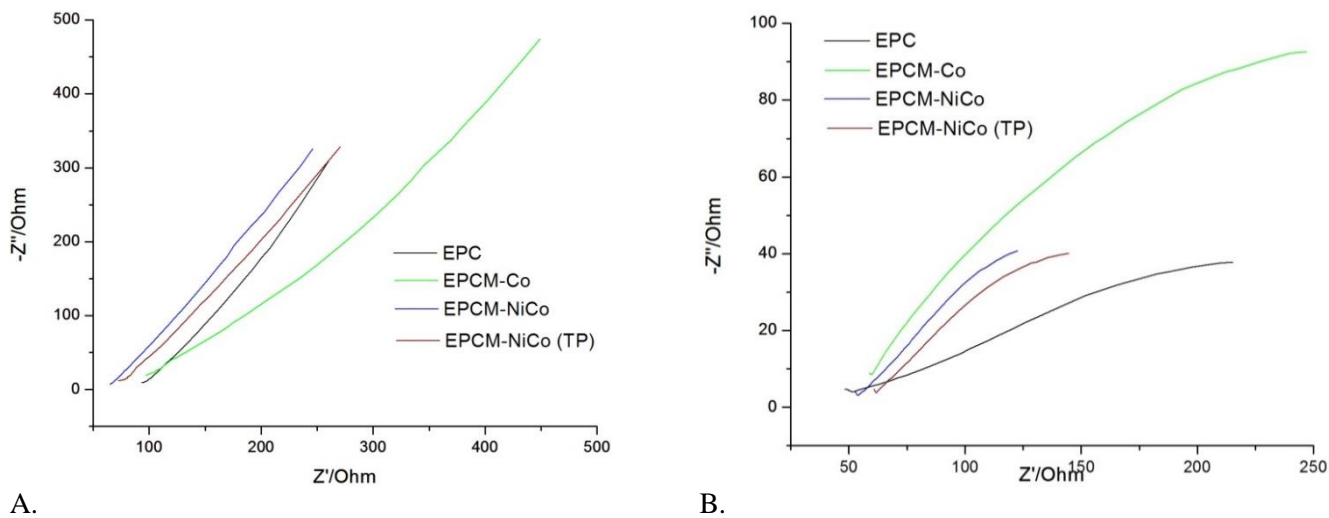 500
400
300
200
100
0
-Z"/Ohm
100
200
300
400
500
Z'/Ohm
EPC
EPCM-Co
EPCM-NiCo
EPCM-NiCo (TP)
A.
100
80
60
40
20
0
-Z"/Ohm
50
100
150
200
250
Z'/Ohm
EPC
EPCM-Co
EPCM-NiCo
EPCM-NiCo (TP)
B.